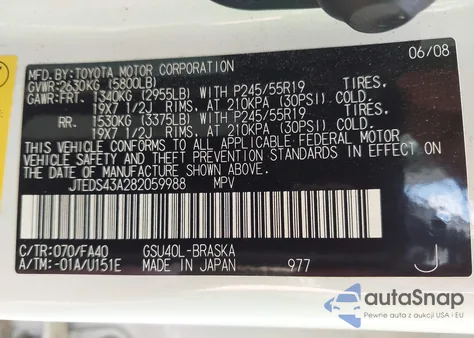 MFD.BY:TOYOTA MOTOR CORPORATION 06/08
GVWR:2630KG (5800LB)
GAWR:FRT. 1340KG (2955LB) WITH P245/55R19 TIRES.
19X7 1/2J RIMS. AT 210KPA (30PSI) COLD.
RR. 1530KG (3375LB) WITH P245/55R19 TIRES.
19X7 1/2J RIMS. AT 210KPA (30PSI) COLD.
THIS VEHICLE CONFORMS TO ALL APPLICABLE FEDERAL MOTOR
VEHICLE SAFETY AND THEFT PREVENTION STANDARDS IN EFFECT ON
THE DATE OF MANUFACTURE SHOWN ABOVE.
JTEDS43A282059988 MPV
C/TR:070/FA40 GSU40L-BRASKA
A/TM:-01A/U151E MADE IN JAPAN 977 J
autoSnap
Pewne auta z aukcji USA i EU